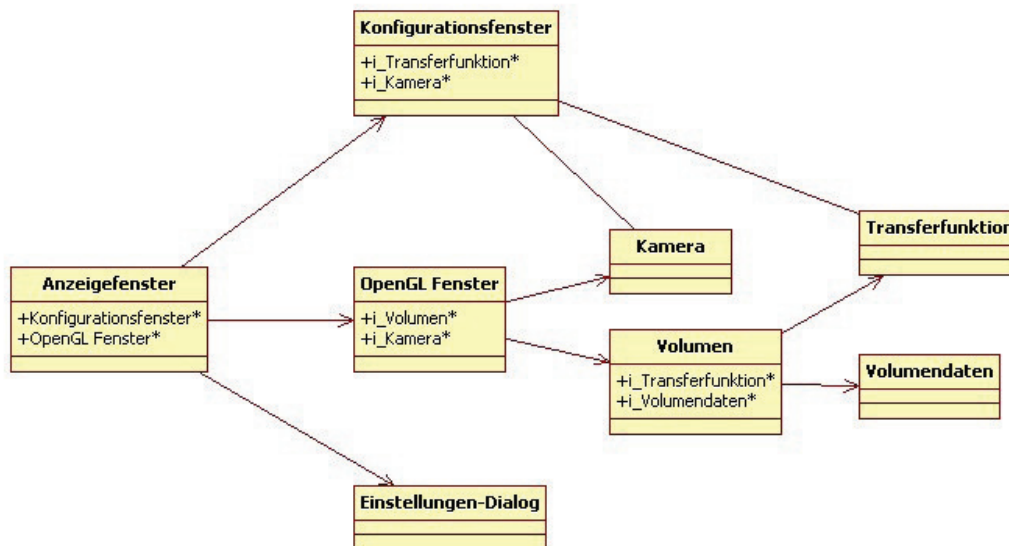 Konfigurationsfenster
+i_Transferfunktion*
+i_Kamera*
Kamera
Transferfunktion
Anzeigefenster
+Konfigurationsfenster*
+OpenGL Fenster*
OpenGL Fenster
+i_Volumen*
+i_Kamera*
Volumen
+i_Transferfunktion*
+i_Volumendaten*
Volumendaten
Einstellungen-Dialog